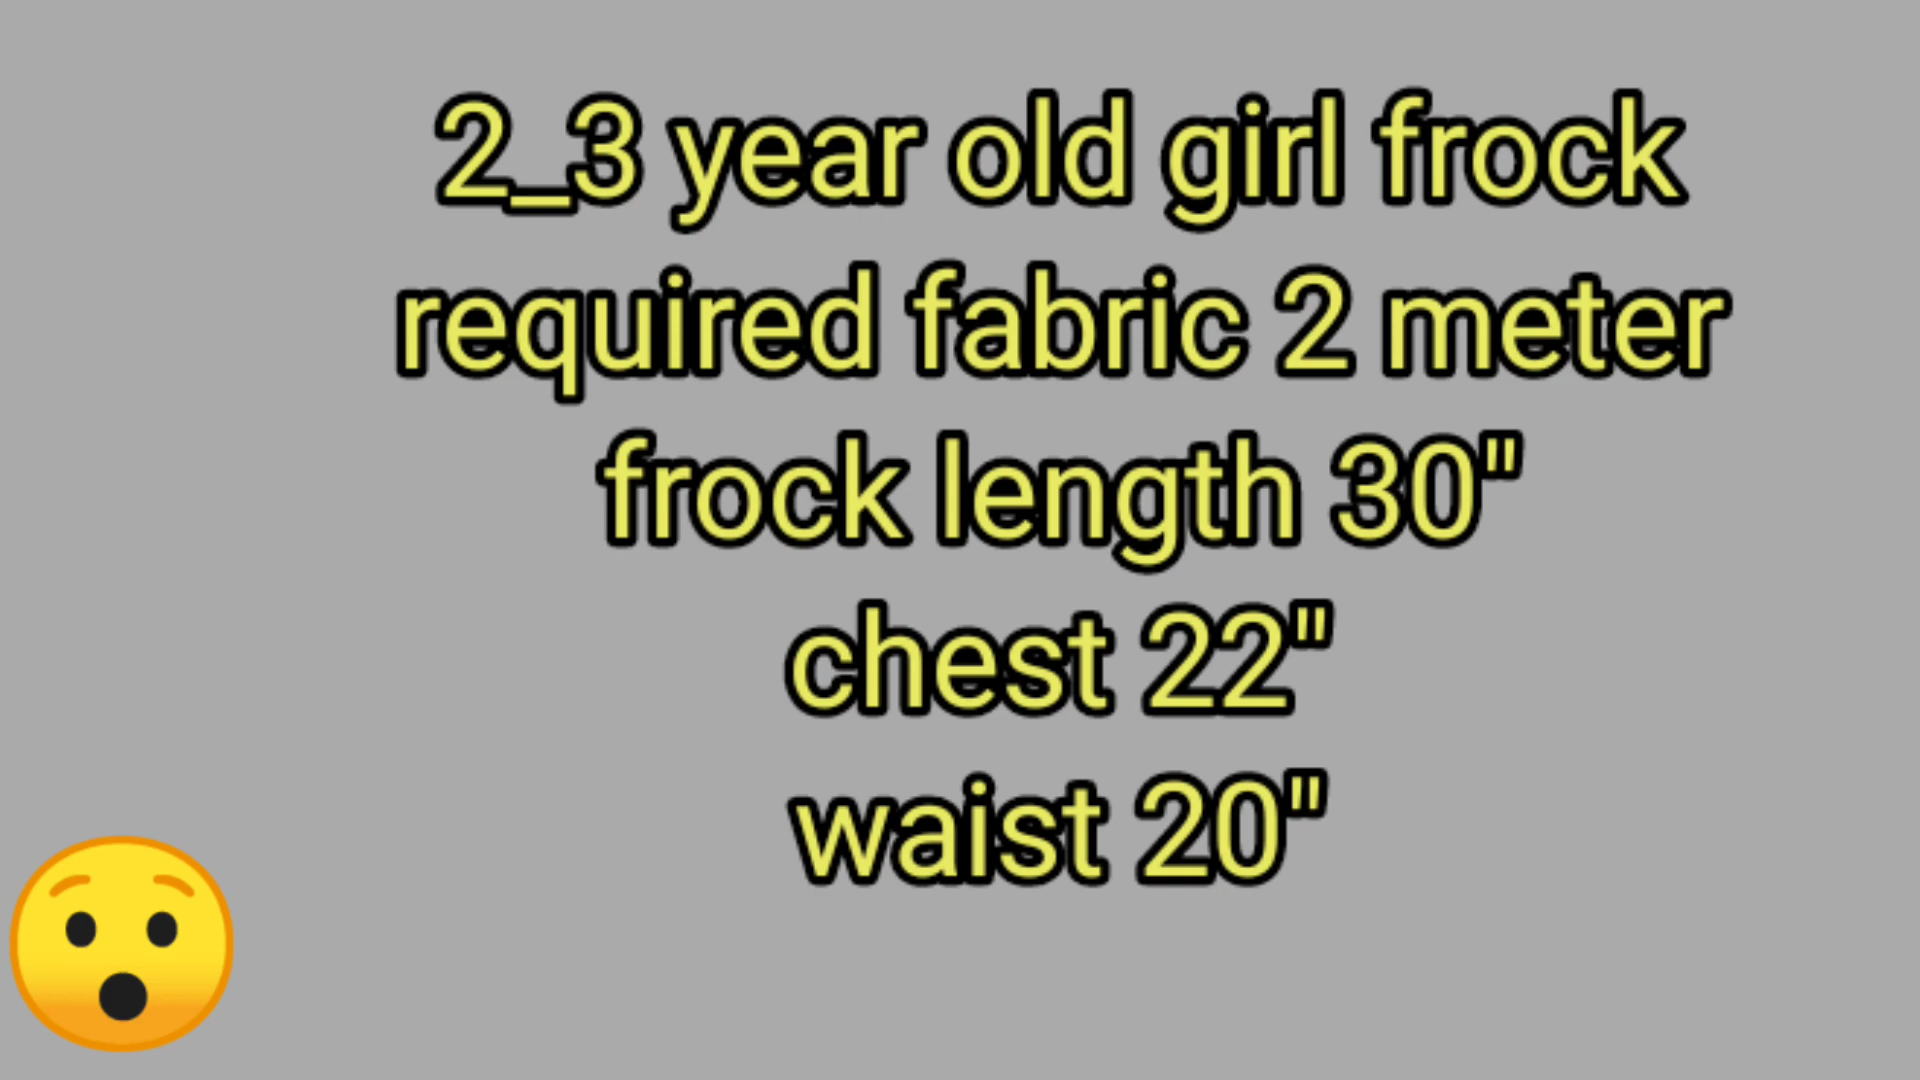 2_3 year old girl frock
required fabric 2 meter
frock length 30"
chest 22"
waist 20"